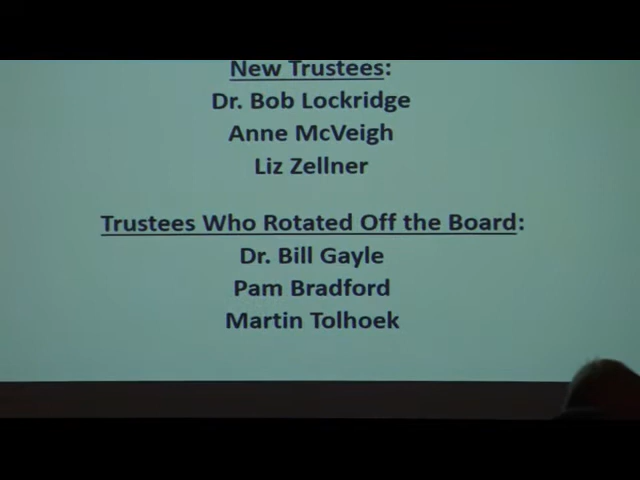 New Trustees:
Dr. Bob Lockridge
Anne McVeigh
Liz Zellner
Trustees Who Rotated Off the Board:
Dr. Bill Gayle
Pam Bradford
Martin Tolhoek